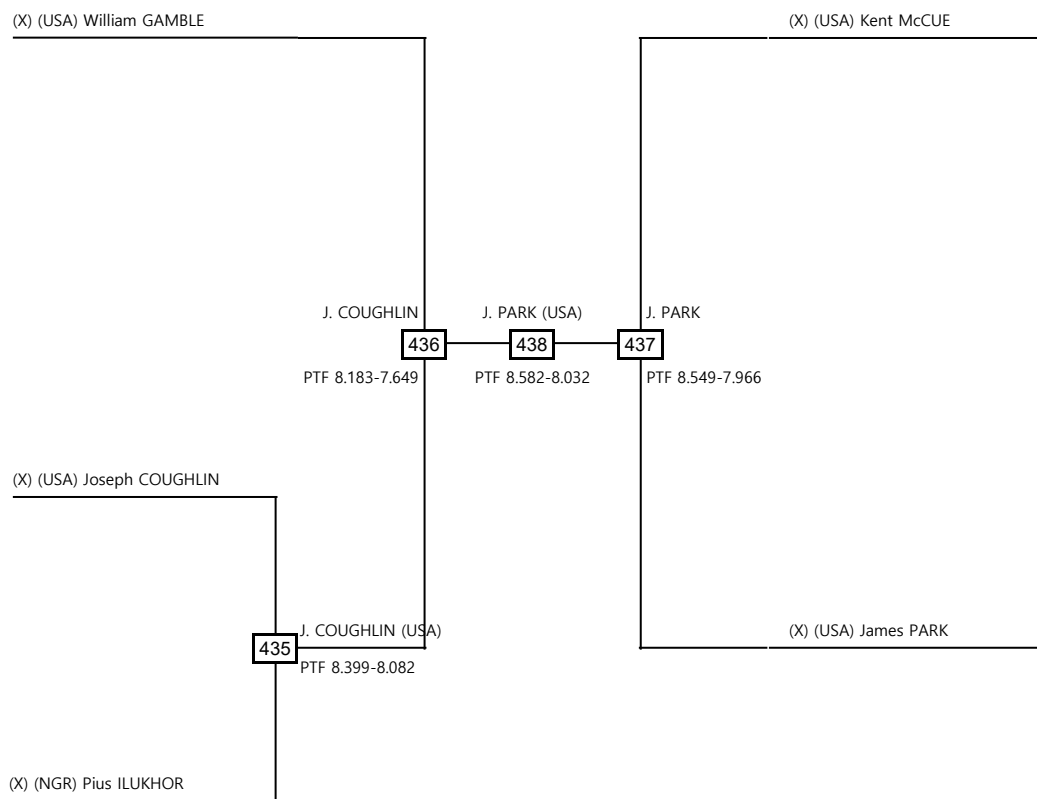 (X) (USA) William GAMBLE
(X) (USA) Kent McCUE
J. COUGHLIN
J. PARK (USA)
J. PARK
436
438
437
PTF 8.183-7.649
PTF 8.582-8.032
PTF 8.549-7.966
(X) (USA) Joseph COUGHLIN
J. COUGHLIN (USA)
(X) (USA) James PARK
435
PTF 8.399-8.082
(X) (NGR) Pius ILUKHOR